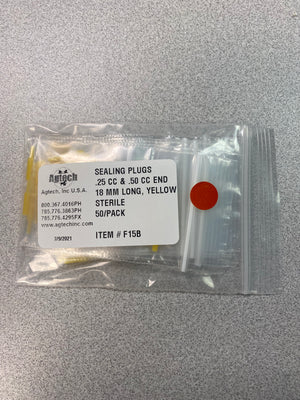 Agtech
Agtech, Inc U.S.A.
800.367.4016PH
785.776.3863PH
785.776.4295FX
www.agtechinc.com
7/9/2021
SEALING PLUGS
.25 CC & .50 CC END
18 MM LONG, YELLOW
STERILE
50/PACK
ITEM # F15B